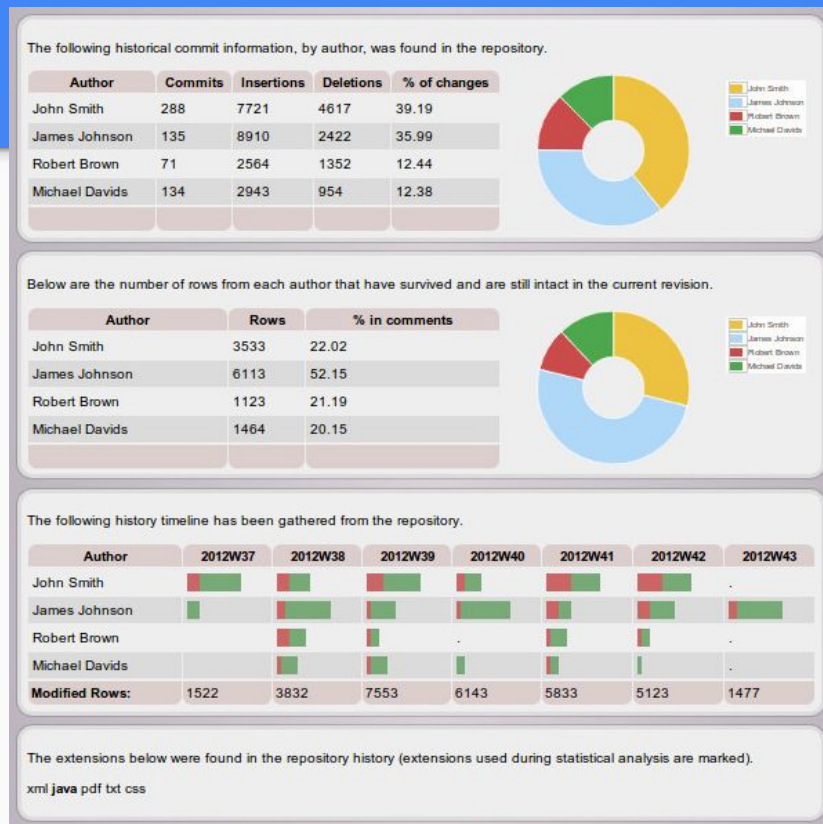 The following historical commit information, by author, was found in the repository.
Author Commits Insertions Deletions % of changes
John Smith 288 7721 4617 39.19
James Johnson 135 8910 2422 35.99
Robert Brown 71 2564 1352 12.44
Michael Davids 134 2943 954 12.38
John Smith
James Johnson
Robert Brown
Michael Davids
Below are the number of rows from each author that have survived and are still intact in the current revision.
Author Rows % in comments
John Smith 3533 22.02
James Johnson 6113 52.15
Robert Brown 1123 21.19
Michael Davids 1464 20.15
John Smith
James Johnson
Robert Brown
Michael Davids
The following history timeline has been gathered from the repository.
Author 2012W37 2012W38 2012W39 2012W40 2012W41 2012W42 2012W43
John Smith .
James Johnson
Robert Brown . .
Michael Davids .
Modified Rows: 1522 3832 7553 6143 5833 5123 1477
The extensions below were found in the repository history (extensions used during statistical analysis are marked).
xml java pdf txt css